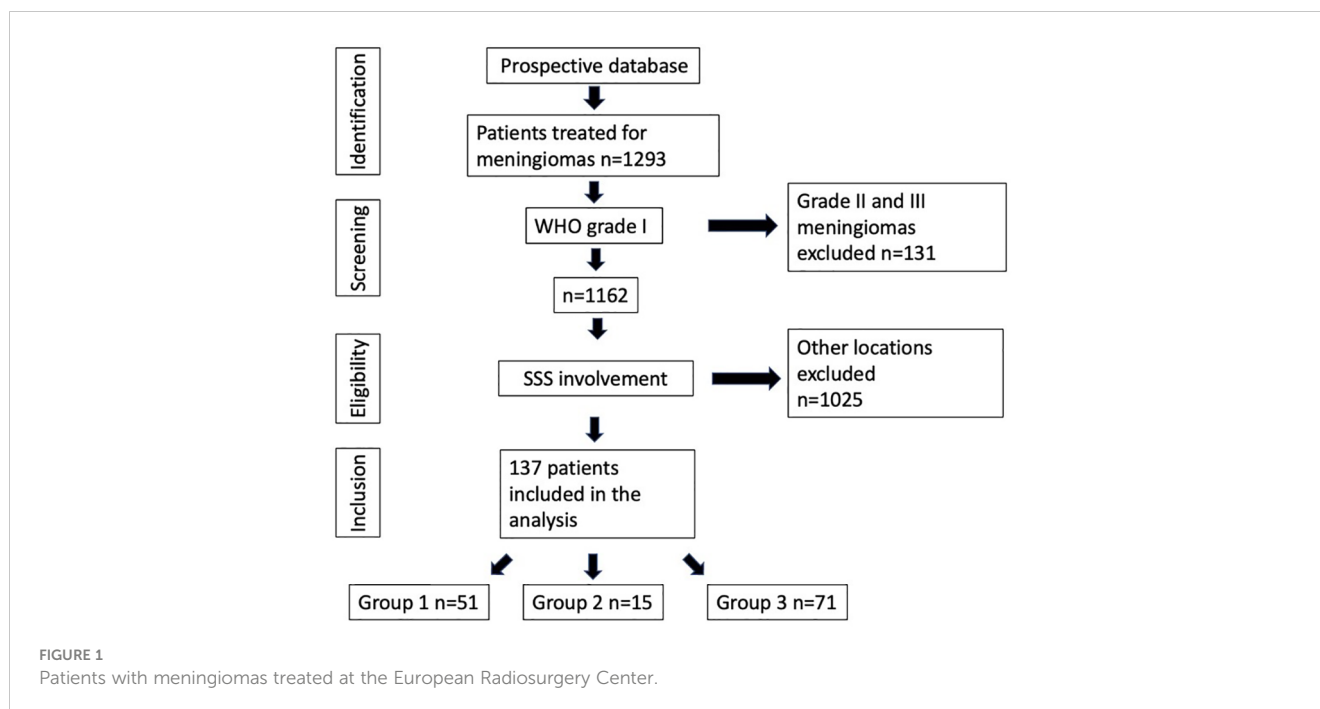 Identification
Prospective database
Patients treated for
meningiomas n=1293
Screening
WHO grade I
Grade II and III
meningiomas
excluded n=131
n=1162
Eligibility
SSS involvement
Other locations
excluded
n=1025
Inclusion
137 patients
included in the
analysis
Group 1 n=51
Group 2 n=15
Group 3 n=71
FIGURE 1
Patients with meningiomas treated at the European Radiosurgery Center.